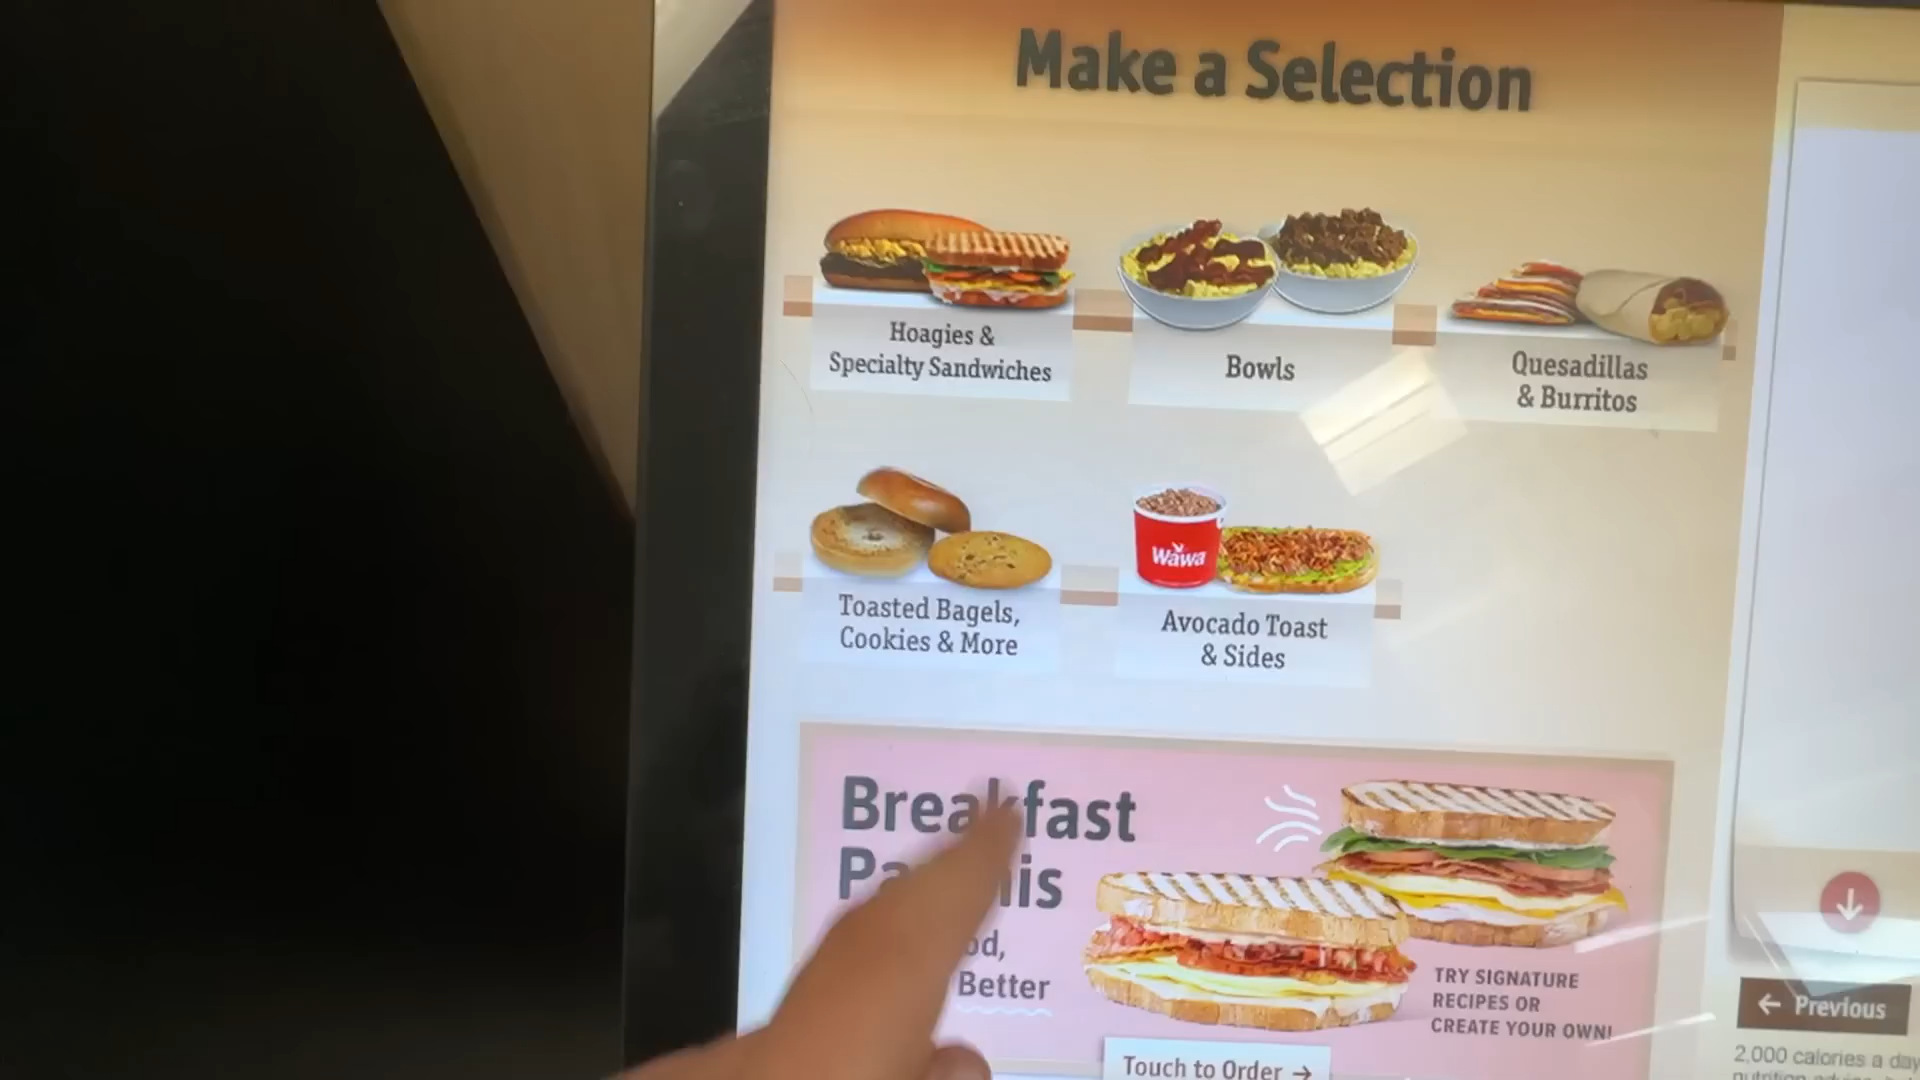 Make a Selection
Hoagies &
Specialty Sandwiches
Bowls
Quesadillas
& Burritos
Wawa
Toasted Bagels,
Cookies & More
Avocado Toast
& Sides
Breakfast
Better
TRY SIGNATURE
RECIPES OR
CREATE YOUR OWN!
Touch to Order →
← Previous
2,000 calories a day